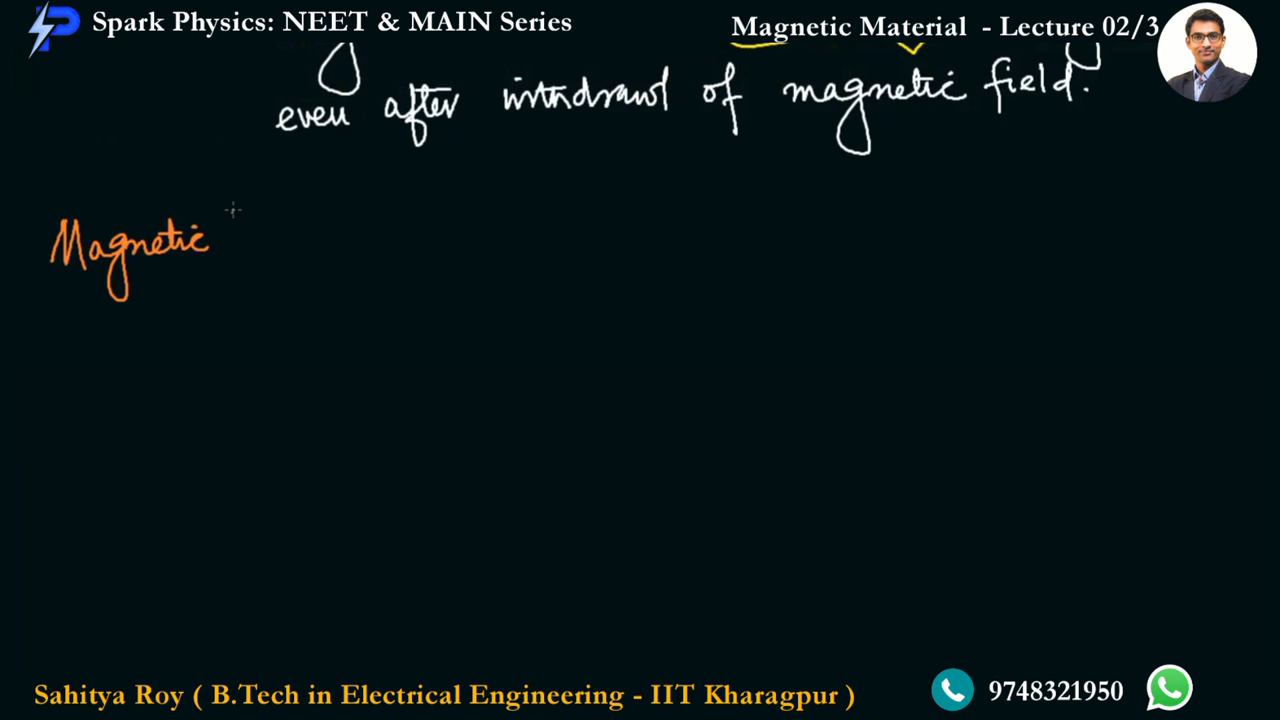 Spark Physics: NEET & MAIN Series
Magnetic Material - Lecture 02/3
even after withdrawl of magnetic field.
Magnetic
Sahitya Roy ( B.Tech in Electrical Engineering - IIT Kharagpur )
9748321950